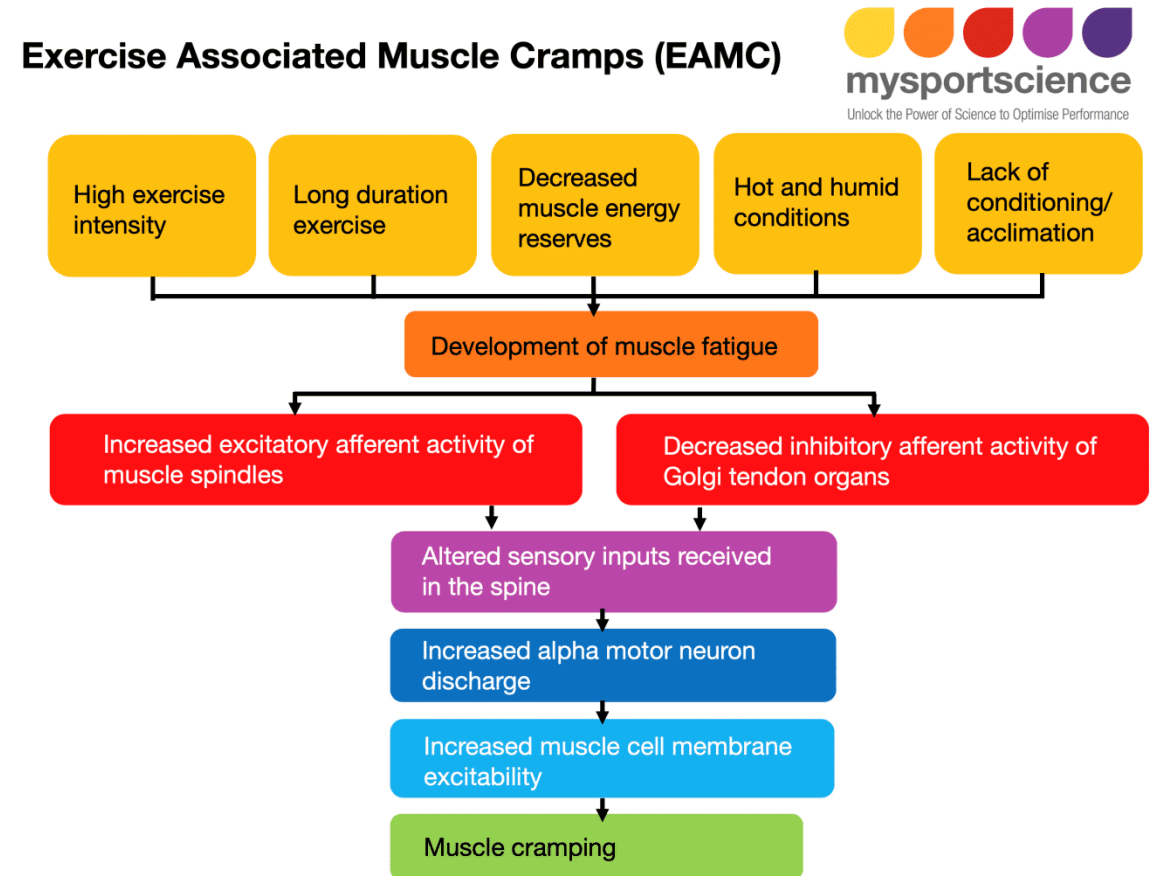 Exercise Associated Muscle Cramps (EAMC)
mysportscience
Unlock the Power of Science to Optimise Performance
High exercise
intensity
Long duration
exercise
Decreased
muscle energy
reserves
Hot and humid
conditions
Lack of
conditioning/
acclimation
Development of muscle fatigue
Increased excitatory afferent activity of
muscle spindles
Decreased inhibitory afferent activity of
Golgi tendon organs
Altered sensory inputs received
in the spine
Increased alpha motor neuron
discharge
Increased muscle cell membrane
excitability
Muscle cramping